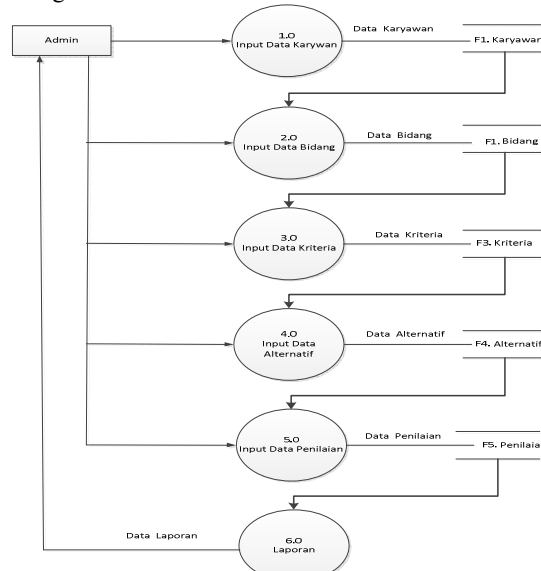 Admin
1.0
Input Data Karywan
Data Karyawan
F1. Karyawan
2.0
Input Data Bidang
Data Bidang
F1. Bidang
3.0
Input Data Kriteria
Data Kriteria
F3. Kriteria
4.0
Input Data
Alternatif
Data Alternatif
F4. Alternatif
5.0
Input Data Penilaian
Data Penilaian
F5. Penilaia
Data Laporan
6.0
Laporan